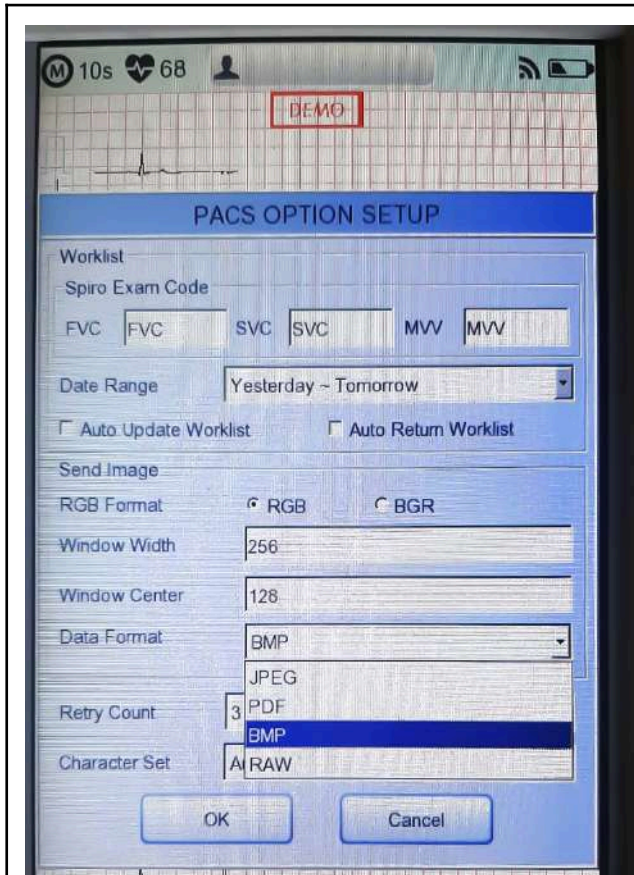 M 10s 68
DEMO
PACS OPTION SETUP
Worklist
Spiro Exam Code
FVC FVC SVC SVC MVV MVV
Date Range Yesterday ~ Tomorrow
Auto Update Worklist Auto Return Worklist
Send Image
RGB Format RGB BGR
Window Width 256
Window Center 128
Data Format BMP
JPEG
Retry Count 3 PDF
BMP
Character Set A RAW
OK Cancel